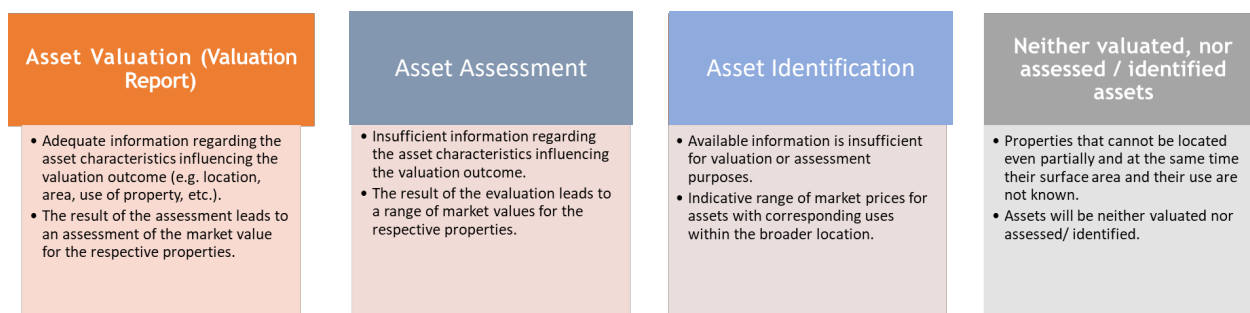 Asset Valuation (Valuation
Report)
• Adequate information regarding the
asset characteristics influencing the
valuation outcome (e.g. location,
area, use of property, etc.).
• The result of the assessment leads to
an assessment of the market value
for the respective properties.
Asset Assessment
• Insufficient information regarding
the asset characteristics influencing
the valuation outcome.
• The result of the evaluation leads to
a range of market values for the
respective properties.
Asset Identification
• Available information is insufficient
for valuation or assessment
purposes.
• Indicative range of market prices for
assets with corresponding uses
within the broader location.
Neither valuated, nor
assessed / identified
assets
• Properties that cannot be located
even partially and at the same time
their surface area and their use are
not known.
• Assets will be neither valuated nor
assessed/ identified.